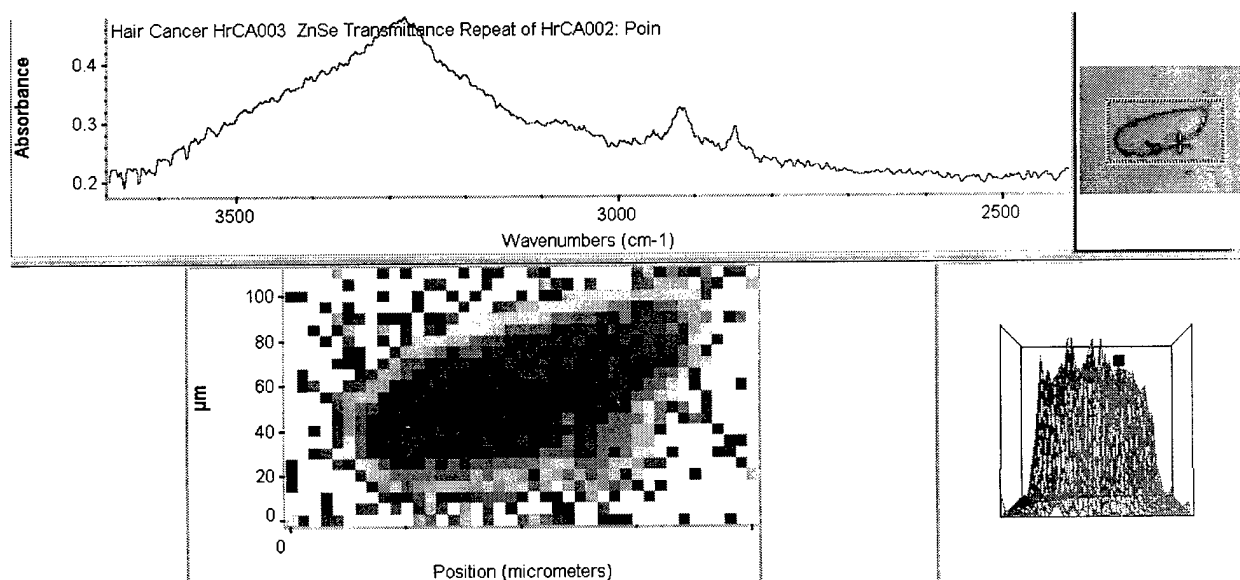 Hair Cancer HrCA003 ZnSe Transmittance Repeat of HrCA002: Poin
Absorbance
0.4
0.3
0.2
3500
3000
2500
Wavenumbers (cm-1)
100
80
60
40
20
0
µm
0
Position (micrometers)